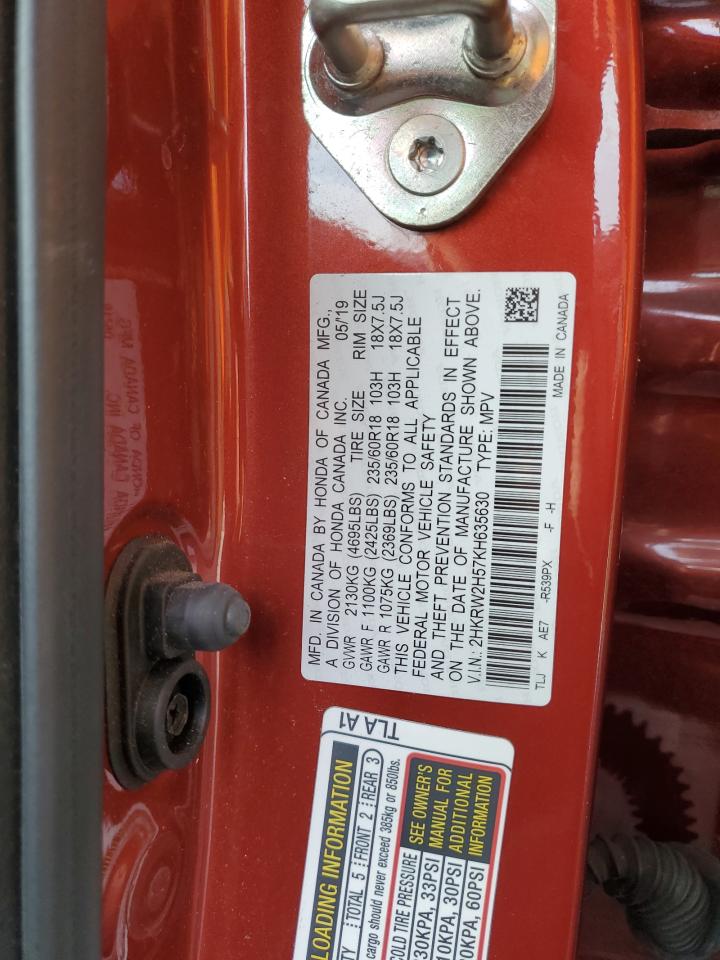 MFD. IN CANADA BY HONDA OF CANADA MFG.,
A DIVISION OF HONDA CANADA INC. 05/'19
GVWR 2130KG (4695LBS) TIRE SIZE RIM SIZE
GAWR F 1100KG (2425LBS) 235/60R18 103H 18X7.5J
GAWR R 1075KG (2369LBS) 235/60R18 103H 18X7.5J
THIS VEHICLE CONFORMS TO ALL APPLICABLE
FEDERAL MOTOR VEHICLE SAFETY
AND THEFT PREVENTION STANDARDS IN EFFECT
ON THE DATE OF MANUFACTURE SHOWN ABOVE.
V.I.N.: 2HKRW2H57KH635630 TYPE: MPV
TLJ K AE7 -R539PX -F -H
MADE IN CANADA
TLA A1
LOADING INFORMATION
TOTAL 5 FRONT 2 REAR 3
cargo should never exceed 385kg or 850lbs.
COLD TIRE PRESSURE
30KPA, 33PSI
10KPA, 30PSI
0KPA, 60PSI
SEE OWNER'S
MANUAL FOR
ADDITIONAL
INFORMATION